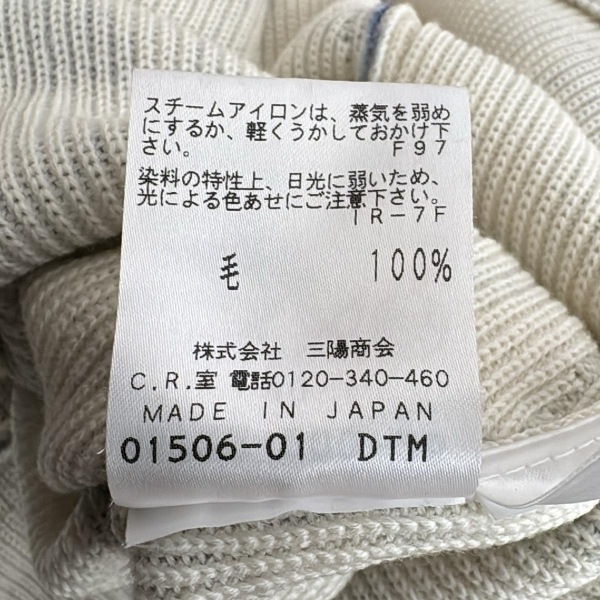 スチームアイロンは、蒸気を弱め
にするか、軽くうかしておかけ下
さい。 F97
染料の特性上、日光に弱いため、
光による色あせにご注意下さい。
IR-7F
毛 100%
株式会社 三陽商会
C.R.室 電話0120-340-460
MADE IN JAPAN
01506-01 DTM